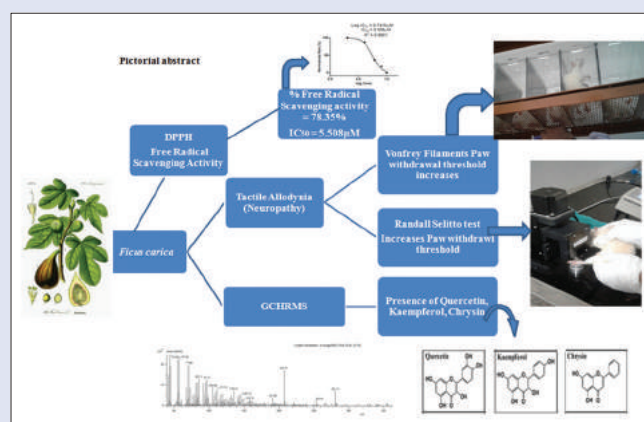 Pictorial abstract
% Free Radical
Scavenging activity
= 78.35%
IC50 = 5.508µM
DPPH
Free Radical
Scavenging Activity
Vonfrey Filaments Paw
withdrawal threshold
increases
Tactile Allodynia
(Neuropathy)
Randall Selitto test
Increases Paw withdrawl
threshold
Ficus carica
GCHRMS
Presence of Quercetin,
Kaempferol, Chrysin
Quercetin
Kaempferol
Chrysin